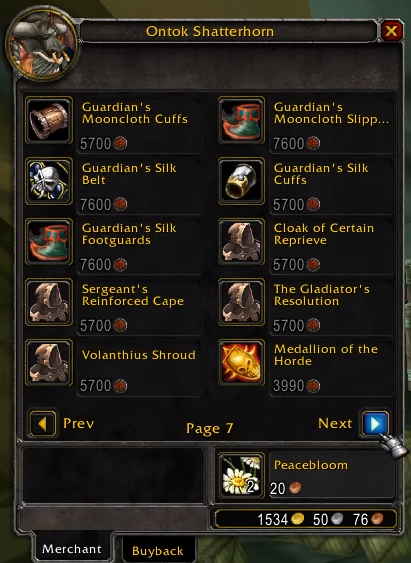 Ontok Shatterhorn
Guardian's
Mooncloth Cuffs
5700
Guardian's
Mooncloth Slipp...
7600
Guardian's Silk
Belt
7600
Guardian's Silk
Cuffs
5700
Guardian's Silk
Footguards
7600
Cloak of Certain
Reprieve
5700
Sergeant's
Reinforced Cape
5700
The Gladiator's
Resolution
5700
Volanthius Shroud
5700
Medallion of the
Horde
3990
Prev
Page 7
Next
2
Peacebloom
20
1534 50 76
Merchant
Buyback